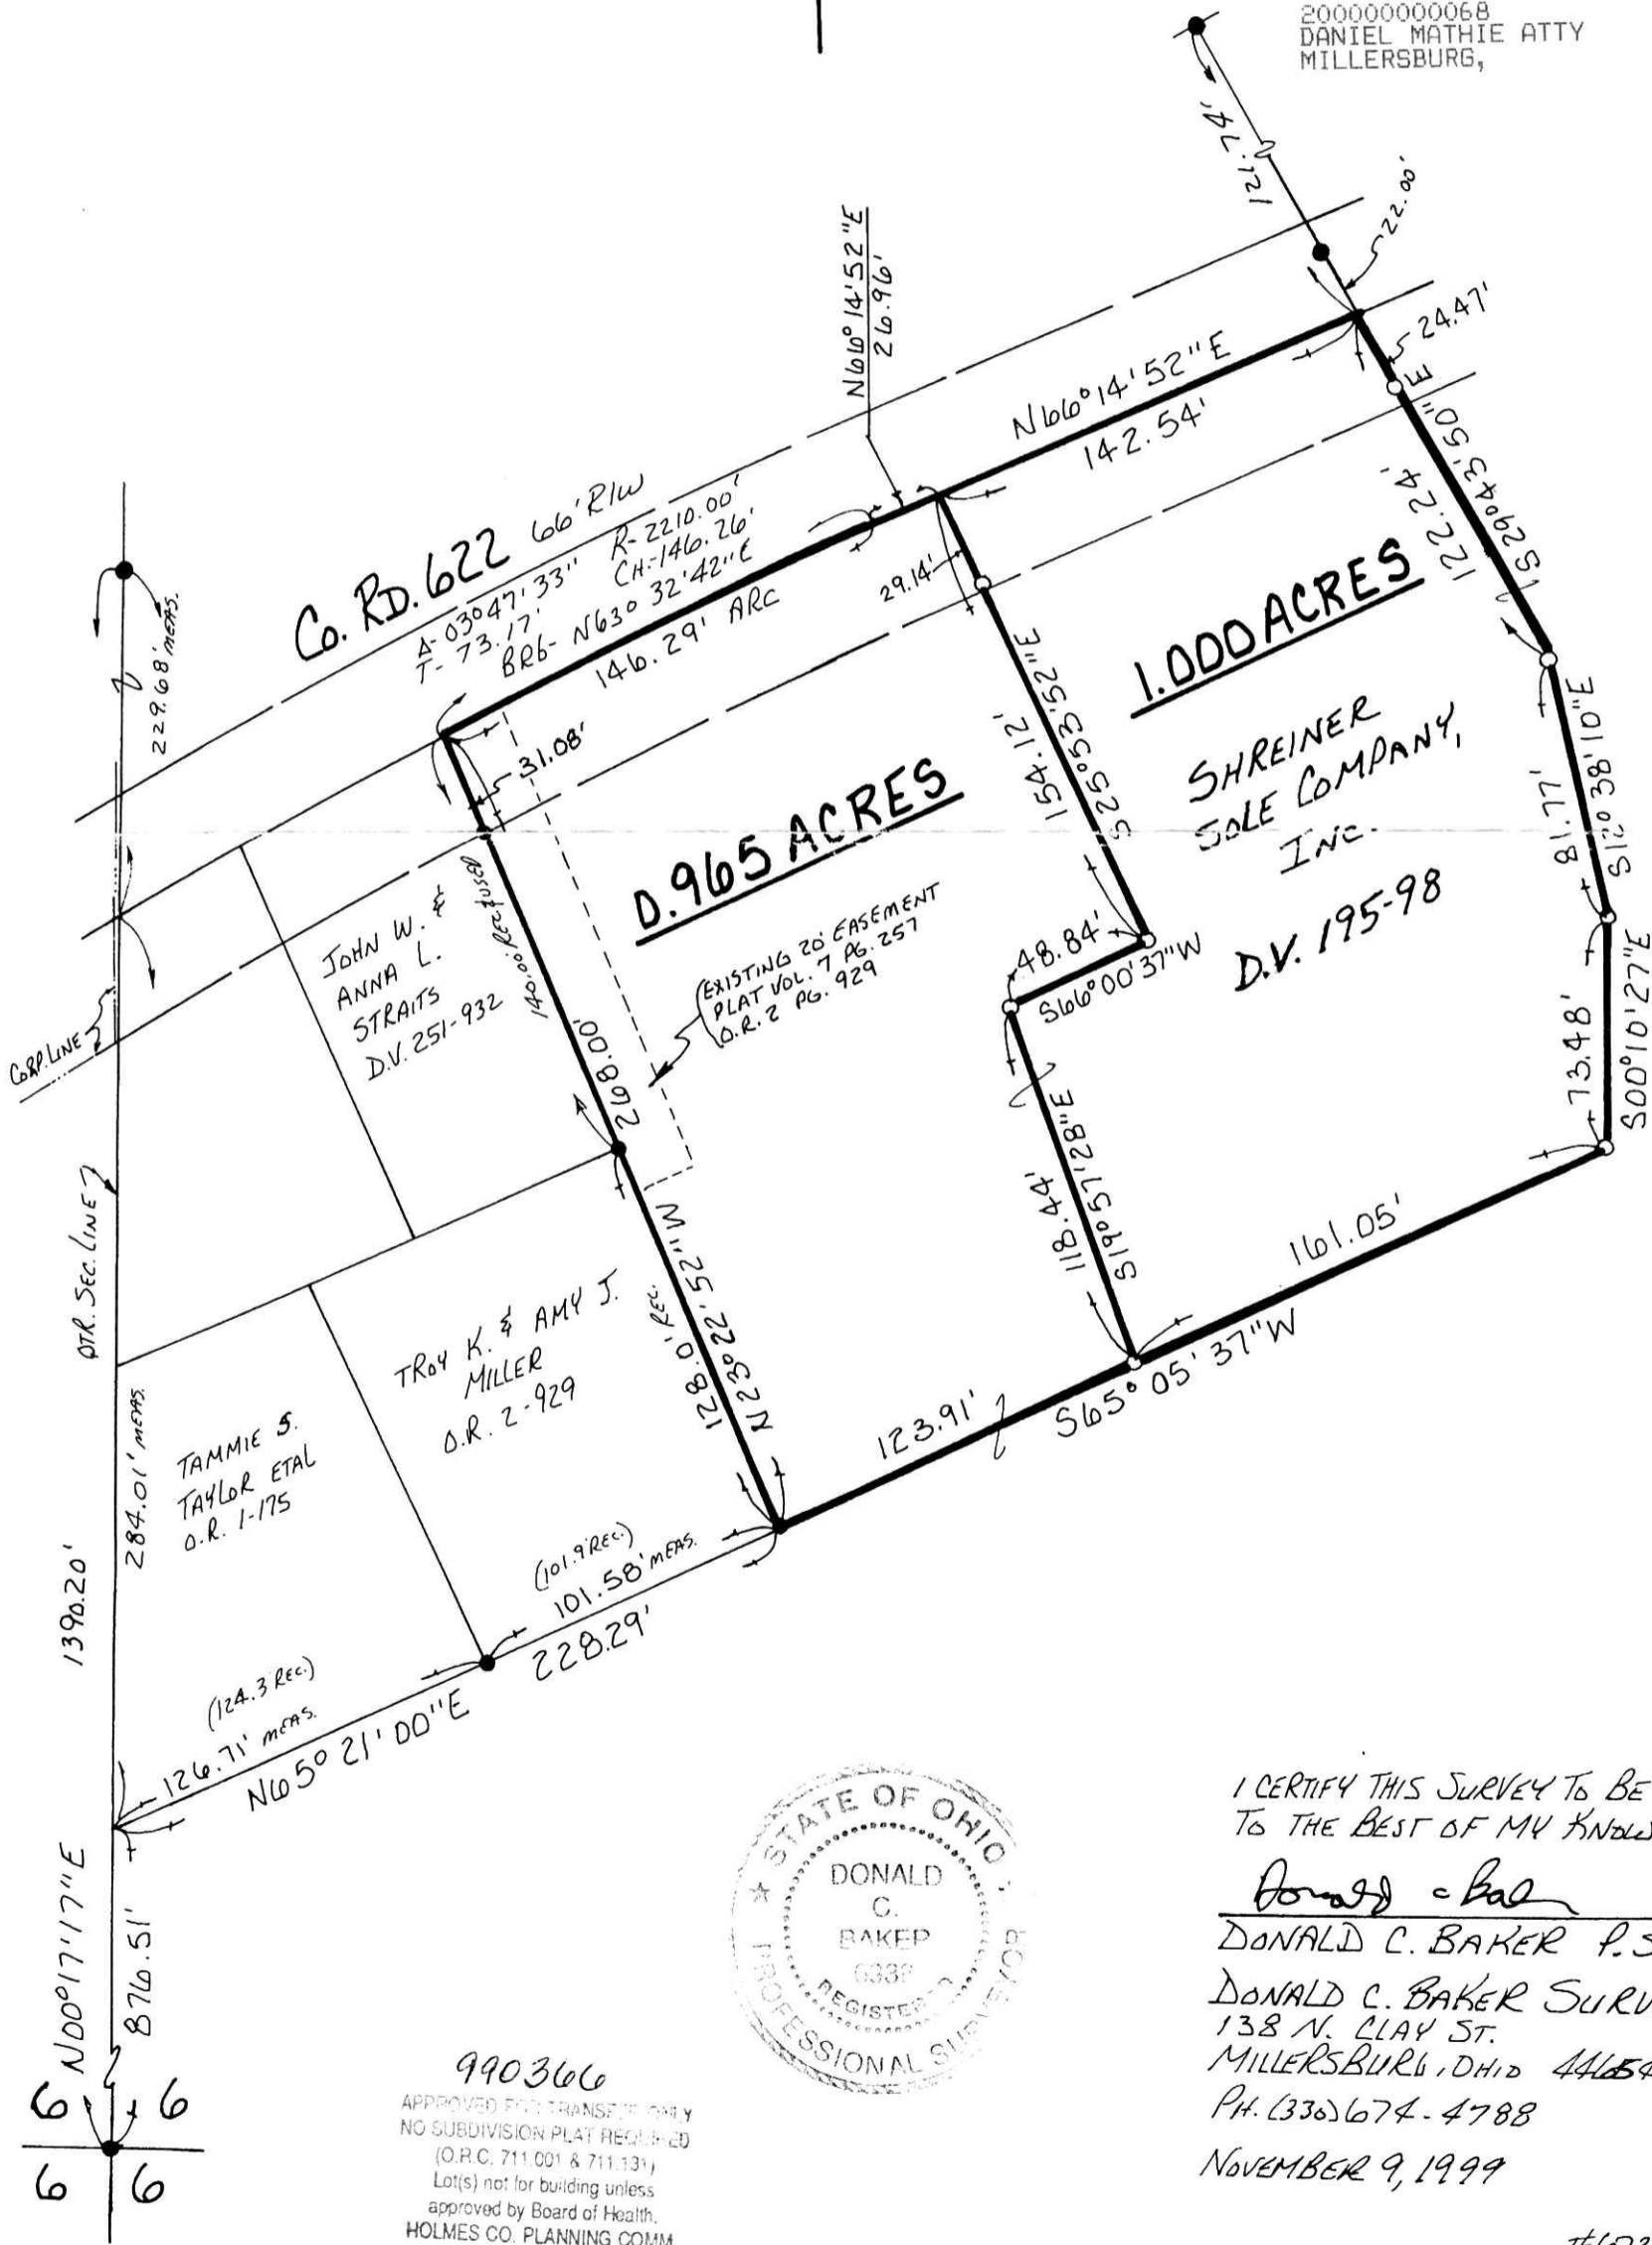 200000000068
DANIEL MATHIE ATTY
MILLERSBURG,
121.74'
22.00'
N66°14'52"E
26.96'
24.47'
N66°14'52"E
142.54'
S29°43'50"E
122.24'
Co. RD. 622 66' R/W
Δ-03°47'33" R-2210.00'
T-73.17' CH-146.26'
BRG-N63°32'42"E
146.29' ARC
229.68' MEAS.
29.14'
1.000 ACRES
SHREINER
SOLE COMPANY,
INC.
D.V. 195-98
S25°53'52"E
154.12'
S12°38'10"E
81.77'
31.08'
0.965 ACRES
(EXISTING 20' EASEMENT
PLAT VOL. 7 PG. 257
O.R. 2 PG. 929
48.84'
S66°00'37"W
S00°10'27"E
73.48'
JOHN W. &
ANNA L.
STRAITS
D.V. 251-932
140.00' REC & USED
268.00'
CORP. LINE
QTR. SEC. LINE
118.44'
S19°57'28"E
161.05'
S65°05'37"W
123.91'
TROY K. & AMY J.
MILLER
O.R. 2-929
128.0' REC.
N23°22'52"W
284.01' MEAS.
TAMMIE S.
TAYLOR ETAL
O.R. 1-175
1390.20'
(101.9 REC.)
101.58' MEAS.
228.29'
(124.3 REC.)
126.71' MEAS.
N65°21'00"E
N00°17'17"E
876.51'
6 6
6 6
STATE OF OHIO
DONALD
C.
BAKER
REGISTERED
PROFESSIONAL SURVEYOR
990366
APPROVED FOR TRANSFER ONLY
NO SUBDIVISION PLAT REQUIRED
(O.R.C. 711.001 & 711.131)
Lot(s) not for building unless
approved by Board of Health.
HOLMES CO. PLANNING COMM
I CERTIFY THIS SURVEY TO BE
TO THE BEST OF MY KNOW
DONALD C. BAKER P.S
DONALD C. BAKER SURV
138 N. CLAY ST.
MILLERSBURG, OHIO 44654
PH. (330) 674-4788
NOVEMBER 9, 1999